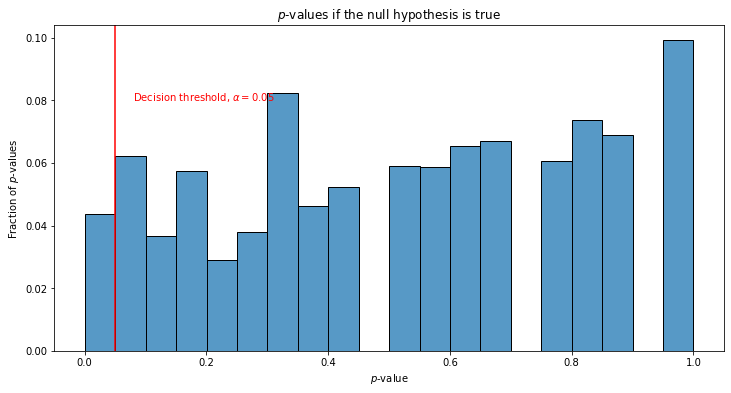 p-values if the null hypothesis is true
Decision threshold, α = 0.05
Fraction of p-values
0.10
0.08
0.06
0.04
0.02
0.00
0.0 0.2 0.4 0.6 0.8 1.0
p-value